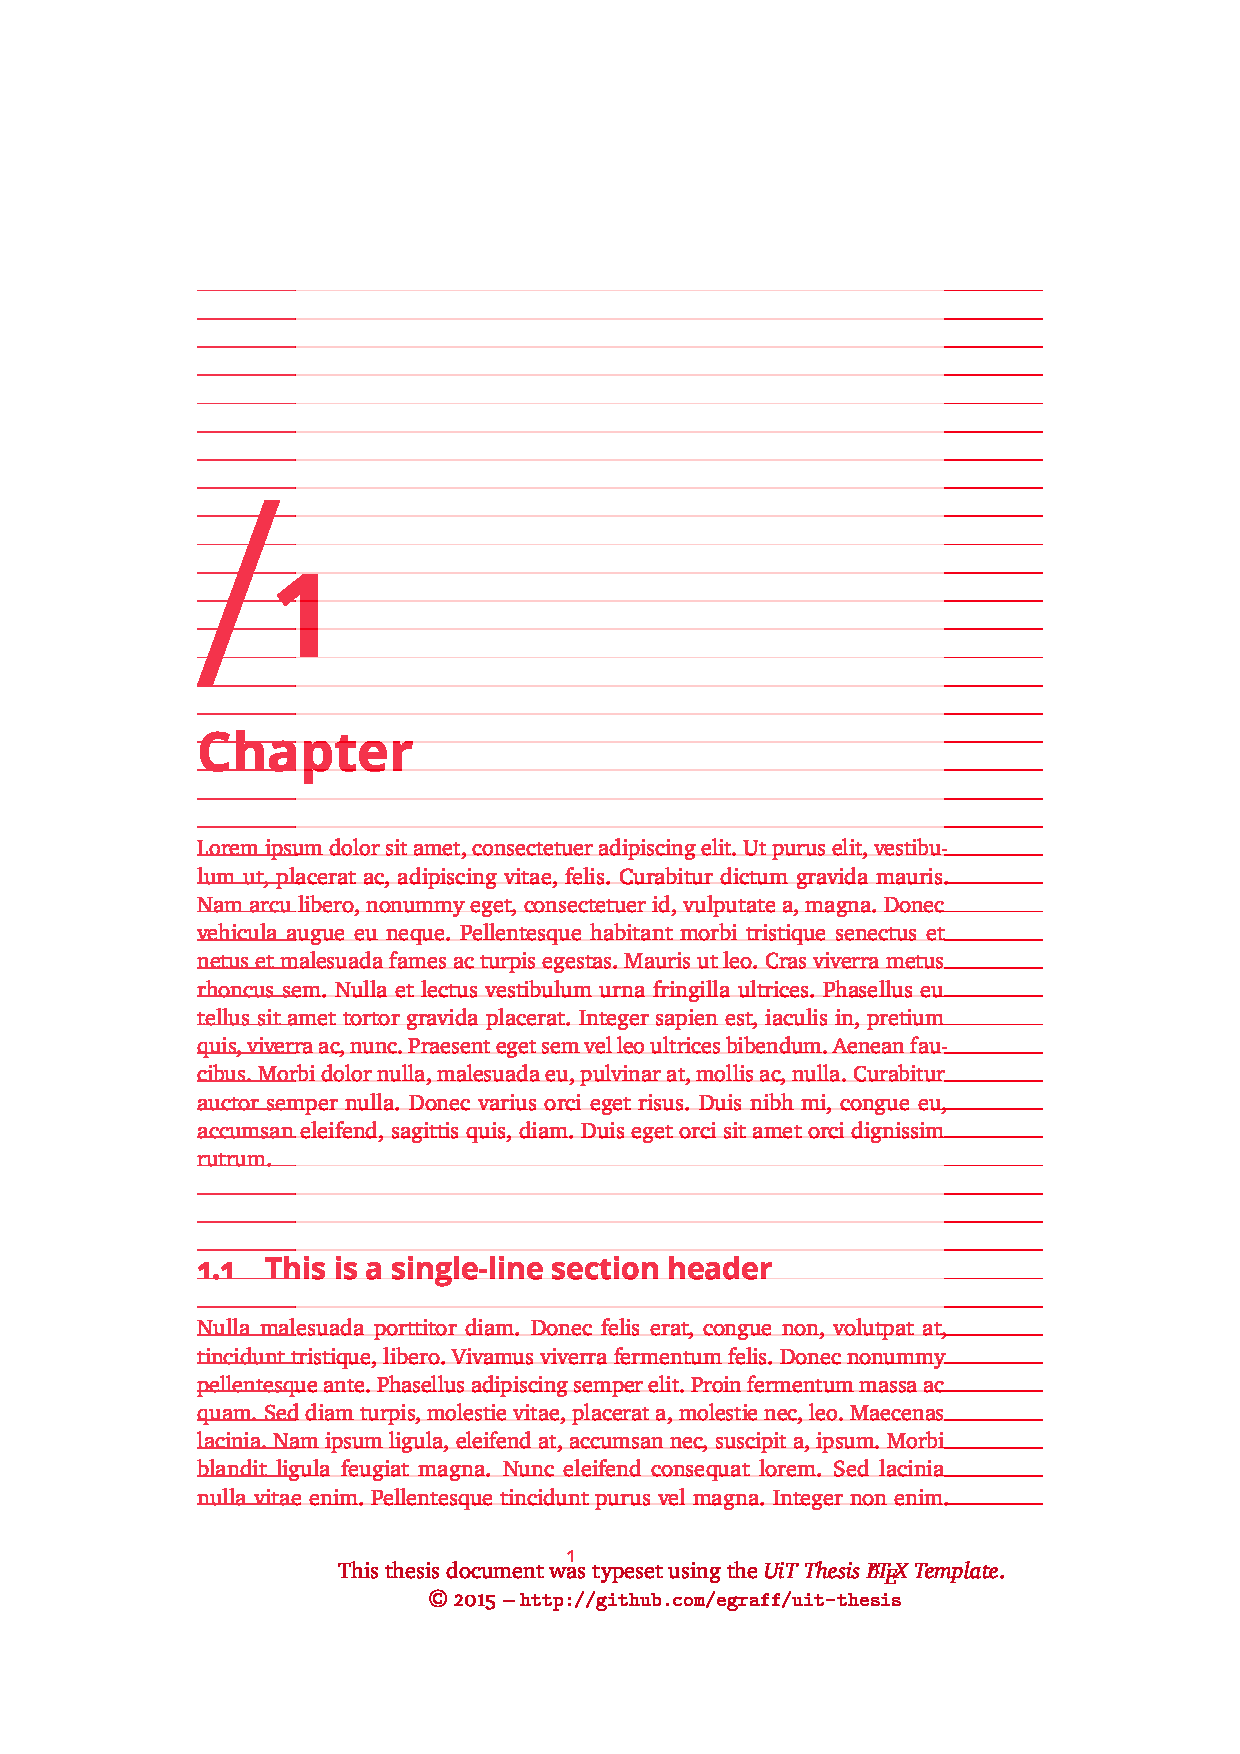 /1
Chapter
Lorem ipsum dolor sit amet, consectetuer adipiscing elit. Ut purus elit, vestibu-
lum ut, placerat ac, adipiscing vitae, felis. Curabitur dictum gravida mauris.
Nam arcu libero, nonummy eget, consectetuer id, vulputate a, magna. Donec
vehicula augue eu neque. Pellentesque habitant morbi tristique senectus et
netus et malesuada fames ac turpis egestas. Mauris ut leo. Cras viverra metus
rhoncus sem. Nulla et lectus vestibulum urna fringilla ultrices. Phasellus eu
tellus sit amet tortor gravida placerat. Integer sapien est, iaculis in, pretium
quis, viverra ac, nunc. Praesent eget sem vel leo ultrices bibendum. Aenean fau-
cibus. Morbi dolor nulla, malesuada eu, pulvinar at, mollis ac, nulla. Curabitur
auctor semper nulla. Donec varius orci eget risus. Duis nibh mi, congue eu,
accumsan eleifend, sagittis quis, diam. Duis eget orci sit amet orci dignissim
rutrum.
1.1 This is a single-line section header
Nulla malesuada porttitor diam. Donec felis erat, congue non, volutpat at,
tincidunt tristique, libero. Vivamus viverra fermentum felis. Donec nonummy
pellentesque ante. Phasellus adipiscing semper elit. Proin fermentum massa ac
quam. Sed diam turpis, molestie vitae, placerat a, molestie nec, leo. Maecenas
lacinia. Nam ipsum ligula, eleifend at, accumsan nec, suscipit a, ipsum. Morbi
blandit ligula feugiat magna. Nunc eleifend consequat lorem. Sed lacinia
nulla vitae enim. Pellentesque tincidunt purus vel magna. Integer non enim.
1
This thesis document was typeset using the UiT Thesis LATEX Template.
© 2015 – http://github.com/egraff/uit-thesis